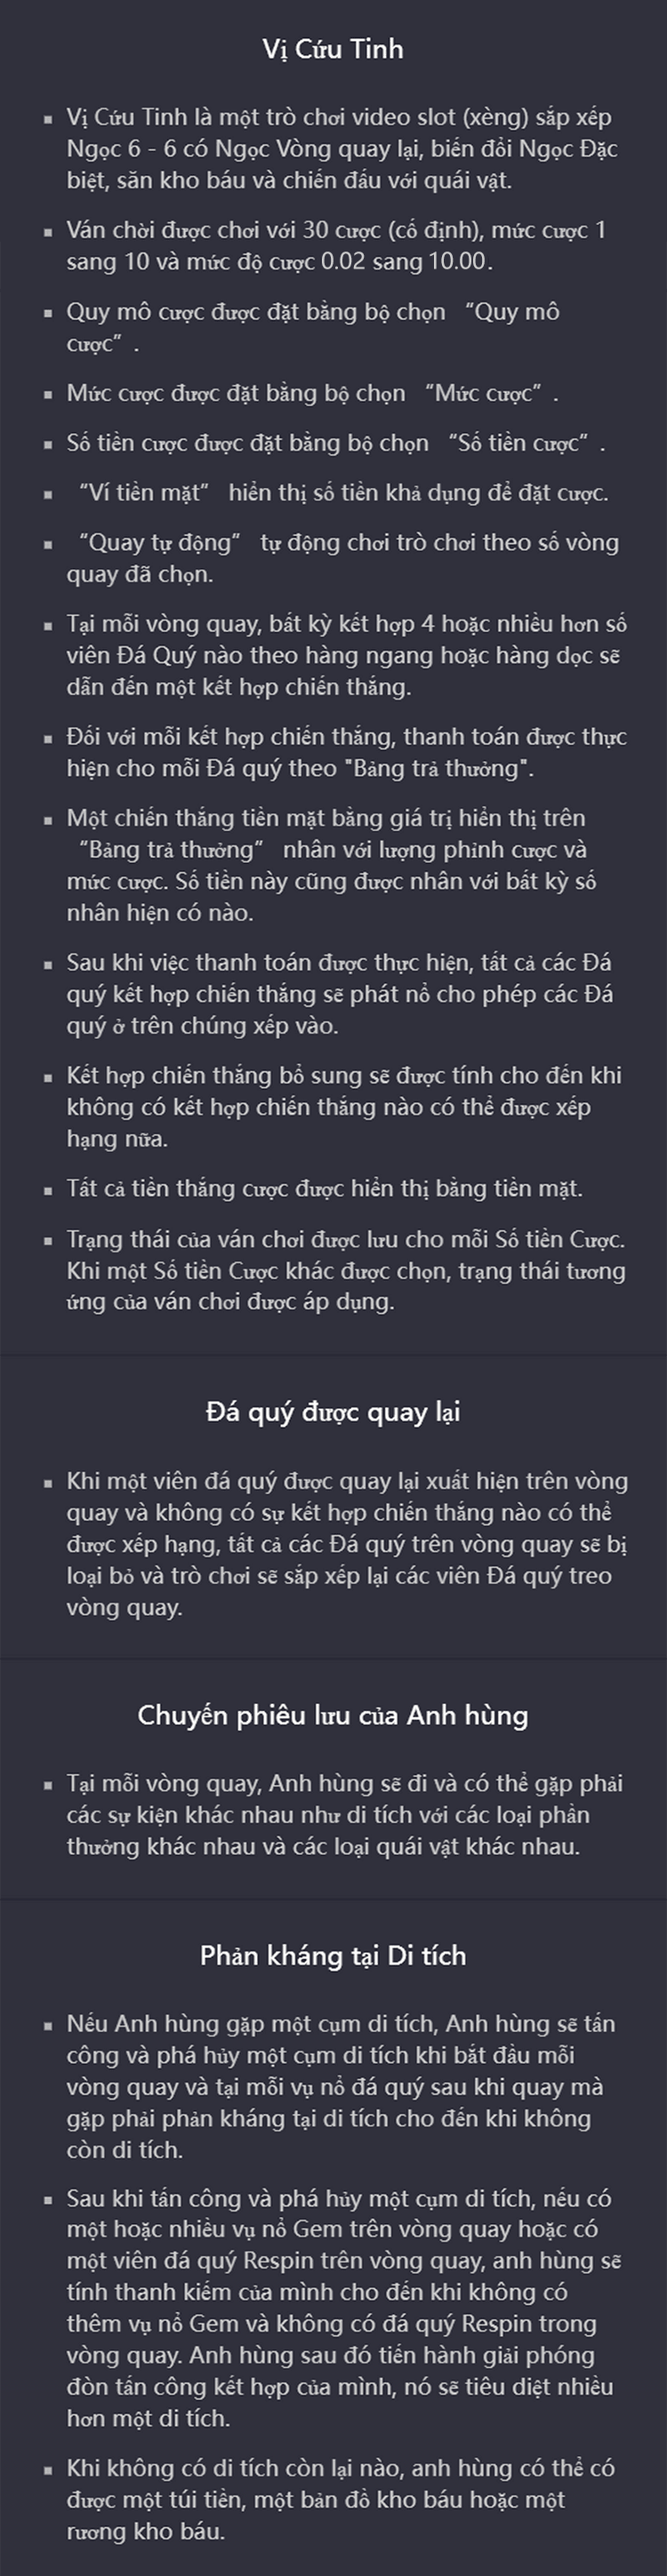 Vị Cứu Tinh
▪ Vị Cứu Tinh là một trò chơi video slot (xèng) sắp xếp
Ngọc 6 - 6 có Ngọc Vòng quay lại, biến đổi Ngọc Đặc
biệt, săn kho báu và chiến đấu với quái vật.
▪ Ván chời được chơi với 30 cược (cố định), mức cược 1
sang 10 và mức độ cược 0.02 sang 10.00.
▪ Quy mô cược được đặt bằng bộ chọn “Quy mô
cược” .
▪ Mức cược được đặt bằng bộ chọn “Mức cược” .
▪ Số tiền cược được đặt bằng bộ chọn “Số tiền cược” .
▪ “Ví tiền mặt” hiển thị số tiền khả dụng để đặt cược.
▪ “Quay tự động” tự động chơi trò chơi theo số vòng
quay đã chọn.
▪ Tại mỗi vòng quay, bất kỳ kết hợp 4 hoặc nhiều hơn số
viên Đá Quý nào theo hàng ngang hoặc hàng dọc sẽ
dẫn đến một kết hợp chiến thắng.
▪ Đối với mỗi kết hợp chiến thắng, thanh toán được thực
hiện cho mỗi Đá quý theo "Bảng trả thưởng".
▪ Một chiến thắng tiền mặt bằng giá trị hiển thị trên
“Bảng trả thưởng” nhân với lượng phỉnh cược và
mức cược. Số tiền này cũng được nhân với bất kỳ số
nhân hiện có nào.
▪ Sau khi việc thanh toán được thực hiện, tất cả các Đá
quý kết hợp chiến thắng sẽ phát nổ cho phép các Đá
quý ở trên chúng xếp vào.
▪ Kết hợp chiến thắng bổ sung sẽ được tính cho đến khi
không có kết hợp chiến thắng nào có thể được xếp
hạng nữa.
▪ Tất cả tiền thắng cược được hiển thị bằng tiền mặt.
▪ Trạng thái của ván chơi được lưu cho mỗi Số tiền Cược.
Khi một Số tiền Cược khác được chọn, trạng thái tương
ứng của ván chơi được áp dụng.
Đá quý được quay lại
▪ Khi một viên đá quý được quay lại xuất hiện trên vòng
quay và không có sự kết hợp chiến thắng nào có thể
được xếp hạng, tất cả các Đá quý trên vòng quay sẽ bị
loại bỏ và trò chơi sẽ sắp xếp lại các viên Đá quý treo
vòng quay.
Chuyến phiêu lưu của Anh hùng
▪ Tại mỗi vòng quay, Anh hùng sẽ đi và có thể gặp phải
các sự kiện khác nhau như di tích với các loại phần
thưởng khác nhau và các loại quái vật khác nhau.
Phản kháng tại Di tích
▪ Nếu Anh hùng gặp một cụm di tích, Anh hùng sẽ tấn
công và phá hủy một cụm di tích khi bắt đầu mỗi
vòng quay và tại mỗi vụ nổ đá quý sau khi quay mà
gặp phải phản kháng tại di tích cho đến khi không
còn di tích.
▪ Sau khi tấn công và phá hủy một cụm di tích, nếu có
một hoặc nhiều vụ nổ Gem trên vòng quay hoặc có
một viên đá quý Respin trên vòng quay, anh hùng sẽ
tính thanh kiếm của mình cho đến khi không có
thêm vụ nổ Gem và không có đá quý Respin trong
vòng quay. Anh hùng sau đó tiến hành giải phóng
đòn tấn công kết hợp của mình, nó sẽ tiêu diệt nhiều
hơn một di tích.
▪ Khi không có di tích còn lại nào, anh hùng có thể có
được một túi tiền, một bản đồ kho báu hoặc một
rương kho báu.